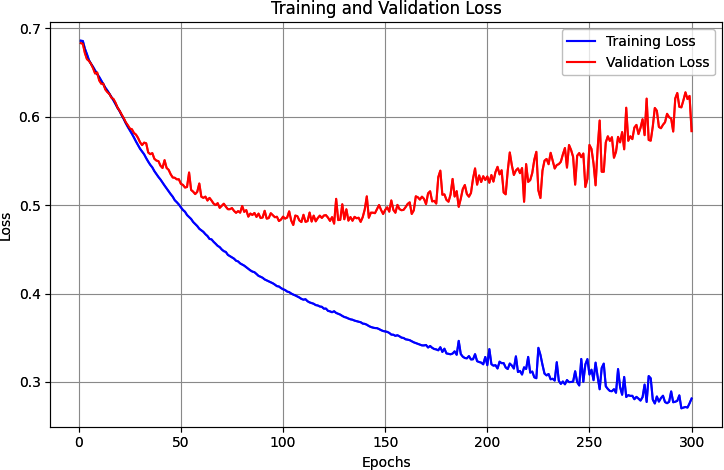 Training and Validation Loss
Training Loss
Validation Loss
0.7
0.6
0.5
0.4
0.3
Loss
0
50
100
150
200
250
300
Epochs